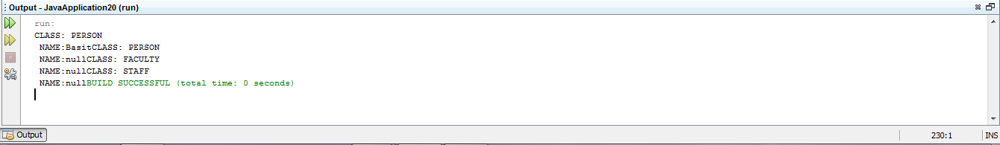 Output - JavaApplication20 (run)
run:
CLASS: PERSON
NAME:BasitCLASS: PERSON
NAME:nullCLASS: FACULTY
NAME:nullCLASS: STAFF
NAME:nullBUILD SUCCESSFUL (total time: 0 seconds)
Output
230:1
INS